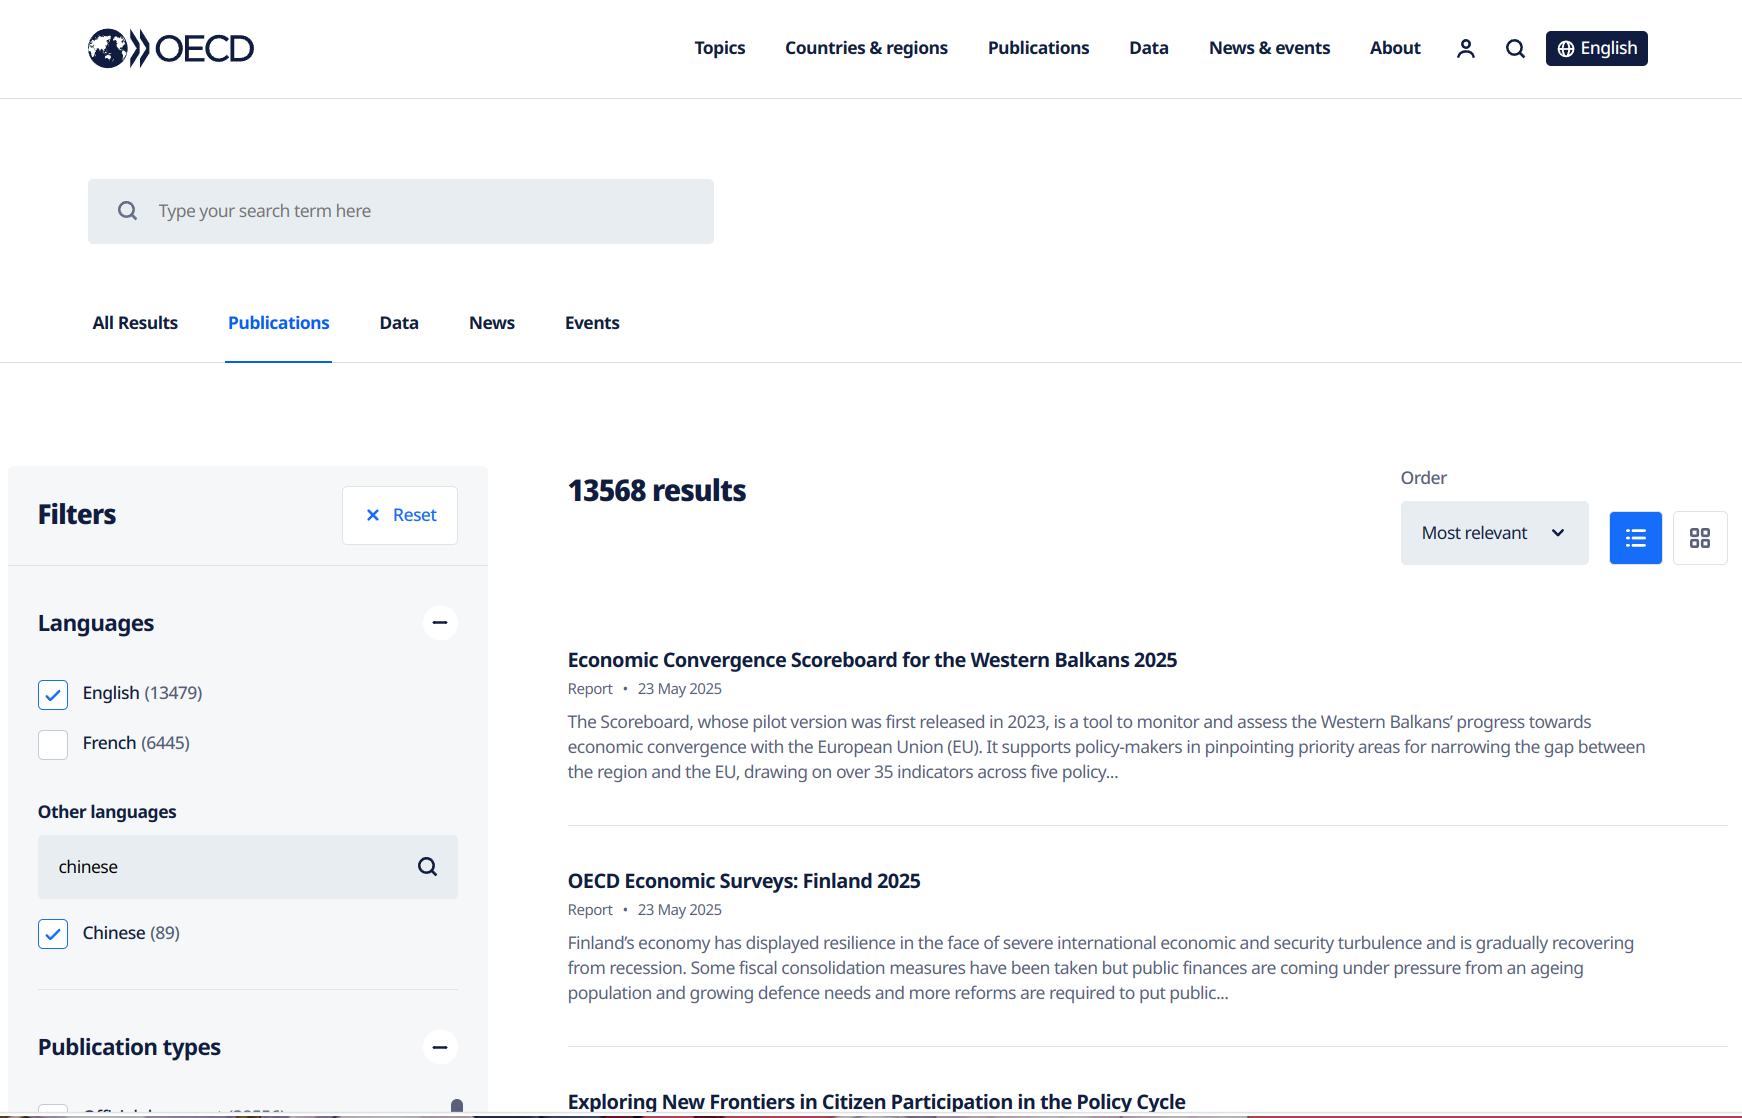 OECD
Topics
Countries & regions
Publications
Data
News & events
About
English
Type your search term here
All Results
Publications
Data
News
Events
Filters
Reset
Languages
English (13479)
French (6445)
Other languages
chinese
Chinese (89)
Publication types
13568 results
Order
Most relevant
Economic Convergence Scoreboard for the Western Balkans 2025
Report • 23 May 2025
The Scoreboard, whose pilot version was first released in 2023, is a tool to monitor and assess the Western Balkans’ progress towards
economic convergence with the European Union (EU). It supports policy-makers in pinpointing priority areas for narrowing the gap between
the region and the EU, drawing on over 35 indicators across five policy...
OECD Economic Surveys: Finland 2025
Report • 23 May 2025
Finland’s economy has displayed resilience in the face of severe international economic and security turbulence and is gradually recovering
from recession. Some fiscal consolidation measures have been taken but public finances are coming under pressure from an ageing
population and growing defence needs and more reforms are required to put public...
Exploring New Frontiers in Citizen Participation in the Policy Cycle